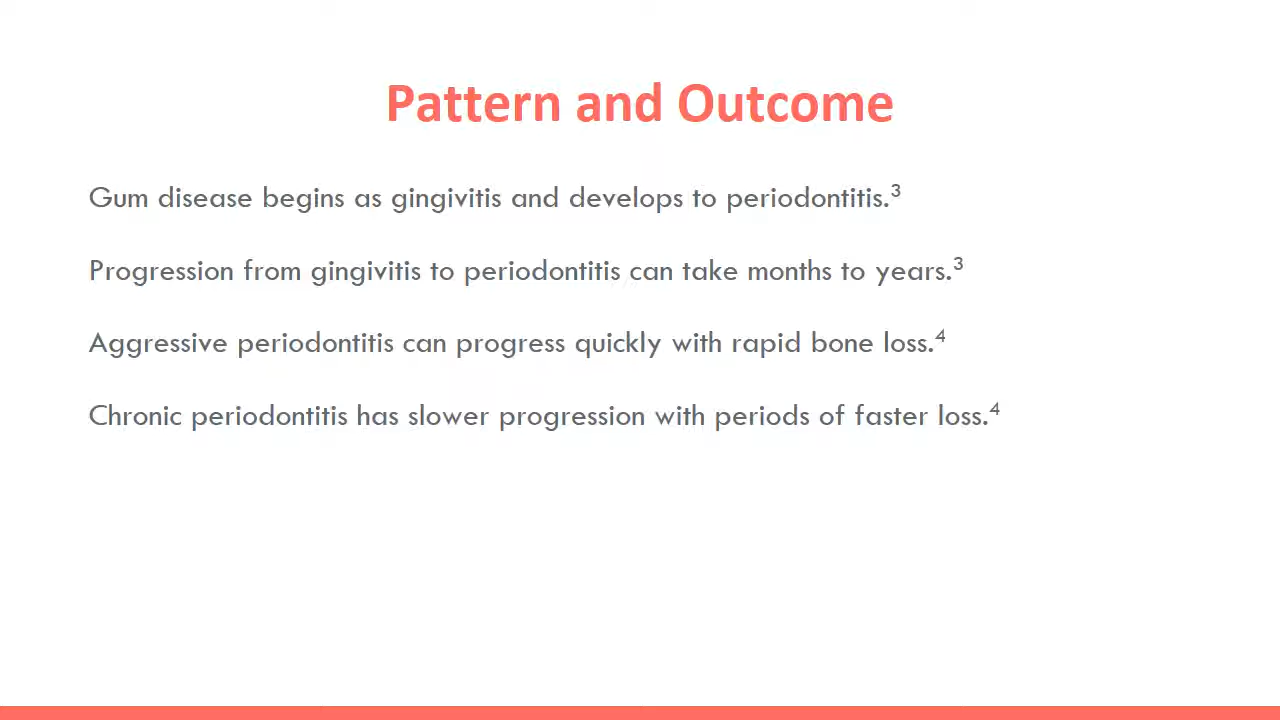 Pattern and Outcome
Gum disease begins as gingivitis and develops to periodontitis.³
Progression from gingivitis to periodontitis can take months to years.³
Aggressive periodontitis can progress quickly with rapid bone loss.⁴
Chronic periodontitis has slower progression with periods of faster loss.⁴